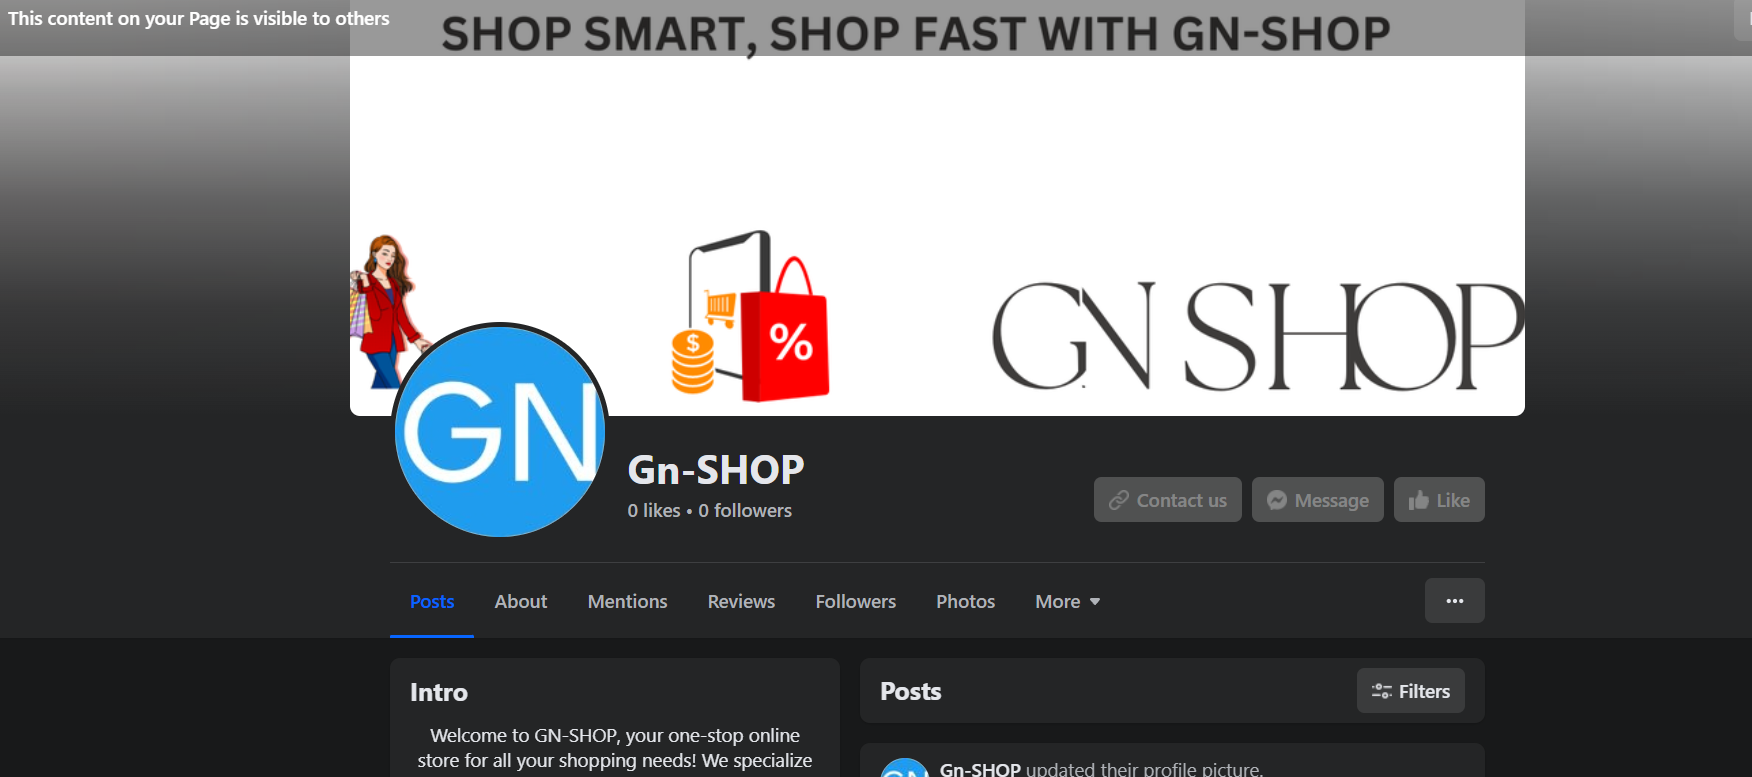 This content on your Page is visible to others
SHOP SMART, SHOP FAST WITH GN-SHOP
$
%
GN SHOP
GN
Gn-SHOP
0 likes • 0 followers
Contact us
Message
Like
Posts
About
Mentions
Reviews
Followers
Photos
More
Intro
Welcome to GN-SHOP, your one-stop online
store for all your shopping needs! We specialize
Posts
Filters
GN
Gn-SHOP updated their profile picture.